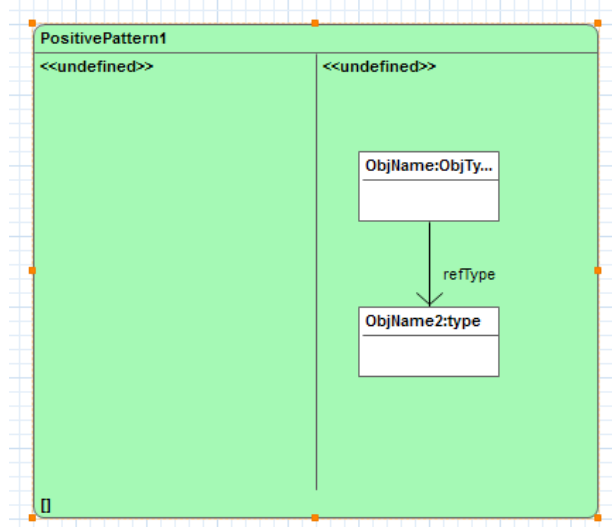 PositivePattern1
<<undefined>>
<<undefined>>
ObjName:ObjTy...
refType
ObjName2:type
[]